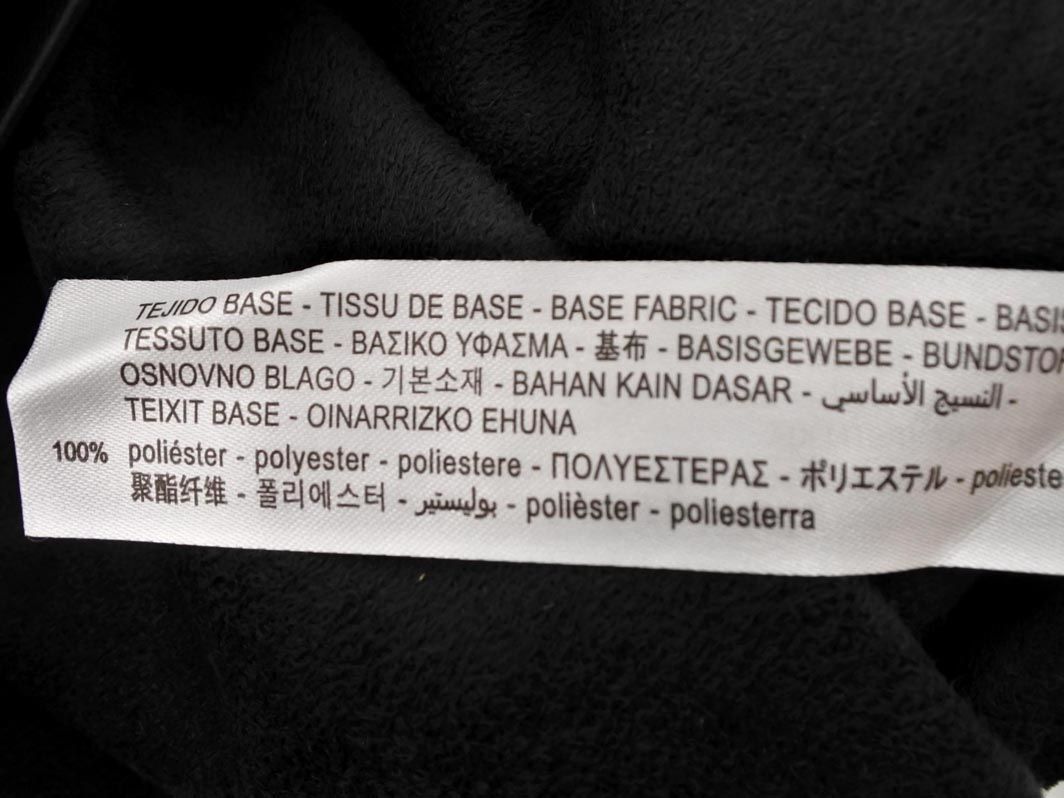 TEJIDO BASE - TISSU DE BASE - BASE FABRIC - TECIDO BASE -
TESSUTO BASE - ΒΑΣΙΚΟ ΥΦΑΣΜΑ - 基布 - BASISGEWEBE -
OSNOVNO BLAGO - 기본소재 - BAHAN KAIN DASAR - النسيج الأساسي -
TEIXIT BASE - OINARRIZKO EHUNA
100% poliéster - polyester - poliestere - ΠΟΛΥΕΣΤΕΡΑΣ - ポリエステル -
聚酯纤维 - 폴리에스터 - بوليستير - polièster - poliesterra